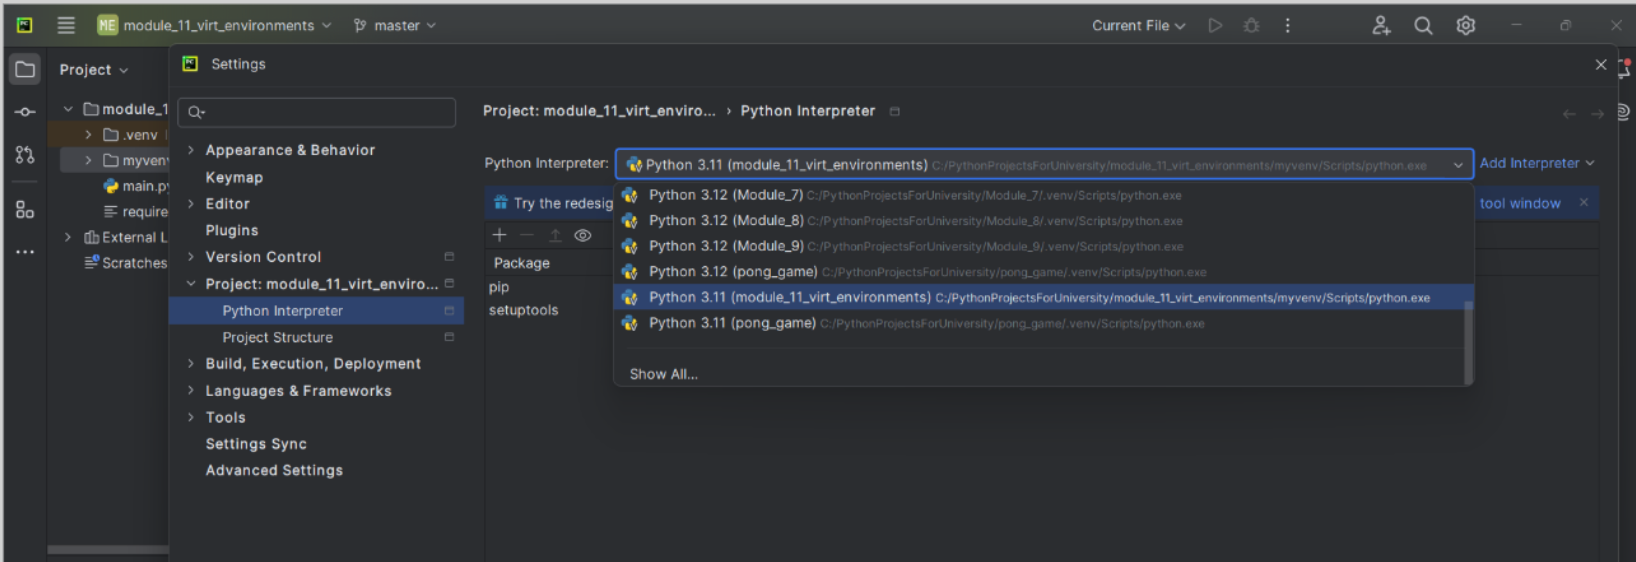 ME module_11_virt_environments master Current File
Project
Settings
module_1
.venv
myven
main.py
require
External L
Scratches
Appearance & Behavior
Keymap
Editor
Plugins
Version Control
Project: module_11_virt_enviro...
Python Interpreter
Project Structure
Build, Execution, Deployment
Languages & Frameworks
Tools
Settings Sync
Advanced Settings
Project: module_11_virt_enviro... › Python Interpreter
Python Interpreter: Python 3.11 (module_11_virt_environments) C:/PythonProjectsForUniversity/module_11_virt_environments/myvenv/Scripts/python.exe Add Interpreter
Try the redesig tool window
Package
pip
setuptools
Python 3.12 (Module_7) C:/PythonProjectsForUniversity/Module_7/.venv/Scripts/python.exe
Python 3.12 (Module_8) C:/PythonProjectsForUniversity/Module_8/.venv/Scripts/python.exe
Python 3.12 (Module_9) C:/PythonProjectsForUniversity/Module_9/.venv/Scripts/python.exe
Python 3.12 (pong_game) C:/PythonProjectsForUniversity/pong_game/.venv/Scripts/python.exe
Python 3.11 (module_11_virt_environments) C:/PythonProjectsForUniversity/module_11_virt_environments/myvenv/Scripts/python.exe
Python 3.11 (pong_game) C:/PythonProjectsForUniversity/pong_game/.venv/Scripts/python.exe
Show All...